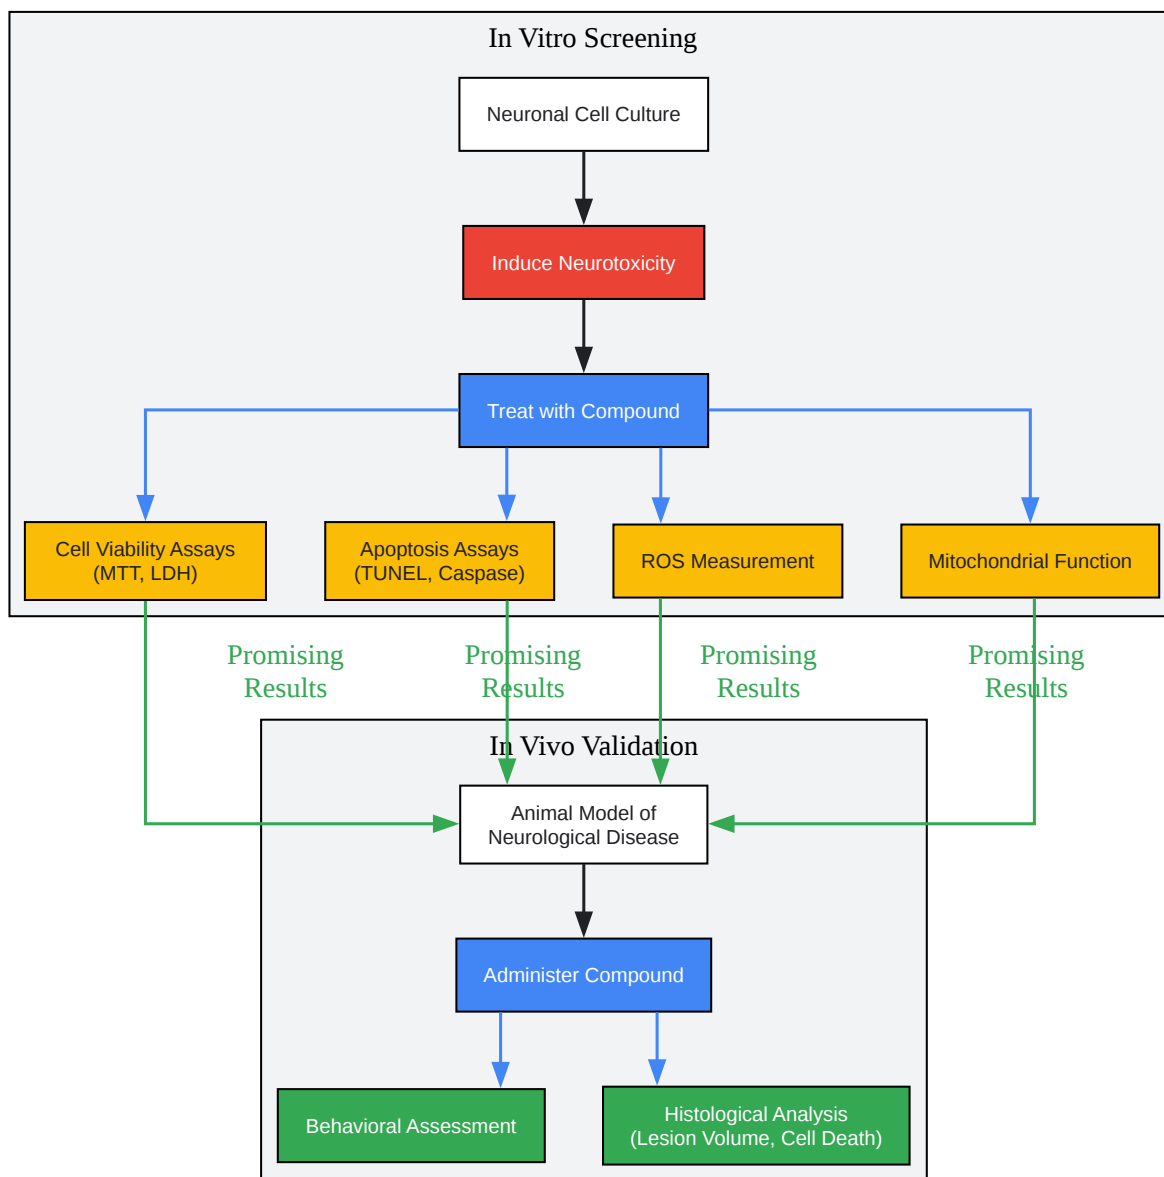 In Vitro Screening
Neuronal Cell Culture
Induce Neurotoxicity
Treat with Compound
Cell Viability Assays
(MTT, LDH)
Apoptosis Assays
(TUNEL, Caspase)
ROS Measurement
Mitochondrial Function
Promising
Results
Promising
Results
Promising
Results
Promising
Results
In Vivo Validation
Animal Model of
Neurological Disease
Administer Compound
Behavioral Assessment
Histological Analysis
(Lesion Volume, Cell Death)